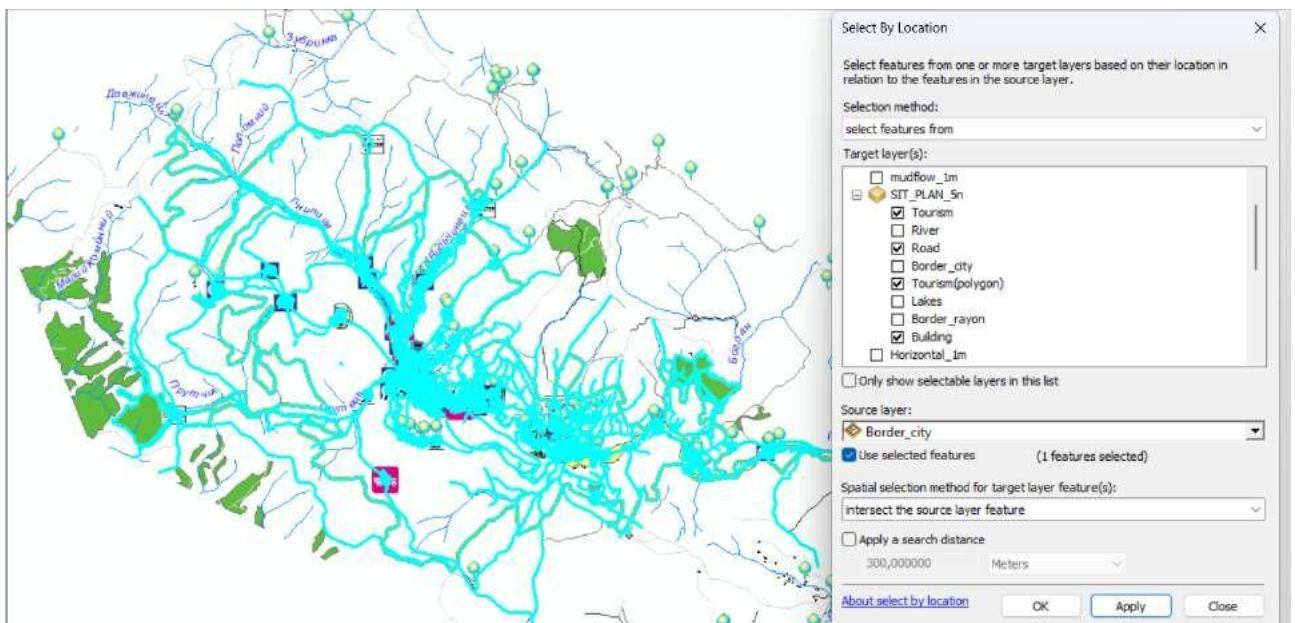 Select By Location
Select features from one or more target layers based on their location in
relation to the features in the source layer.
Selection method:
select features from
Target layer(s):
mudflow_1m
SIT_PLAN_5n
Tourism
River
Road
Border_city
Tourism(polygon)
Lakes
Border_rayon
Building
Horizontal_1m
Only show selectable layers in this list
Source layer:
Border_city
Use selected features (1 features selected)
Spatial selection method for target layer feature(s):
intersect the source layer feature
Apply a search distance
300,000000 Meters
About select by location
OK Apply Close
Зубринка
Прутчик